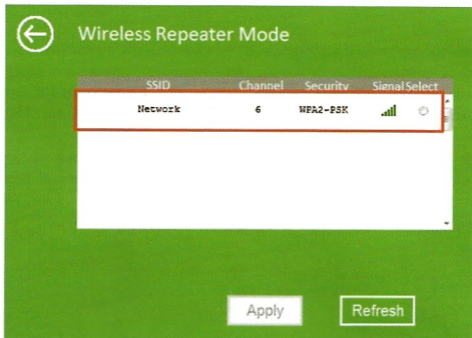 Wireless Repeater Mode
SSID Channel Security Signal Select
Network 6 WPA2-PSK
Apply Refresh